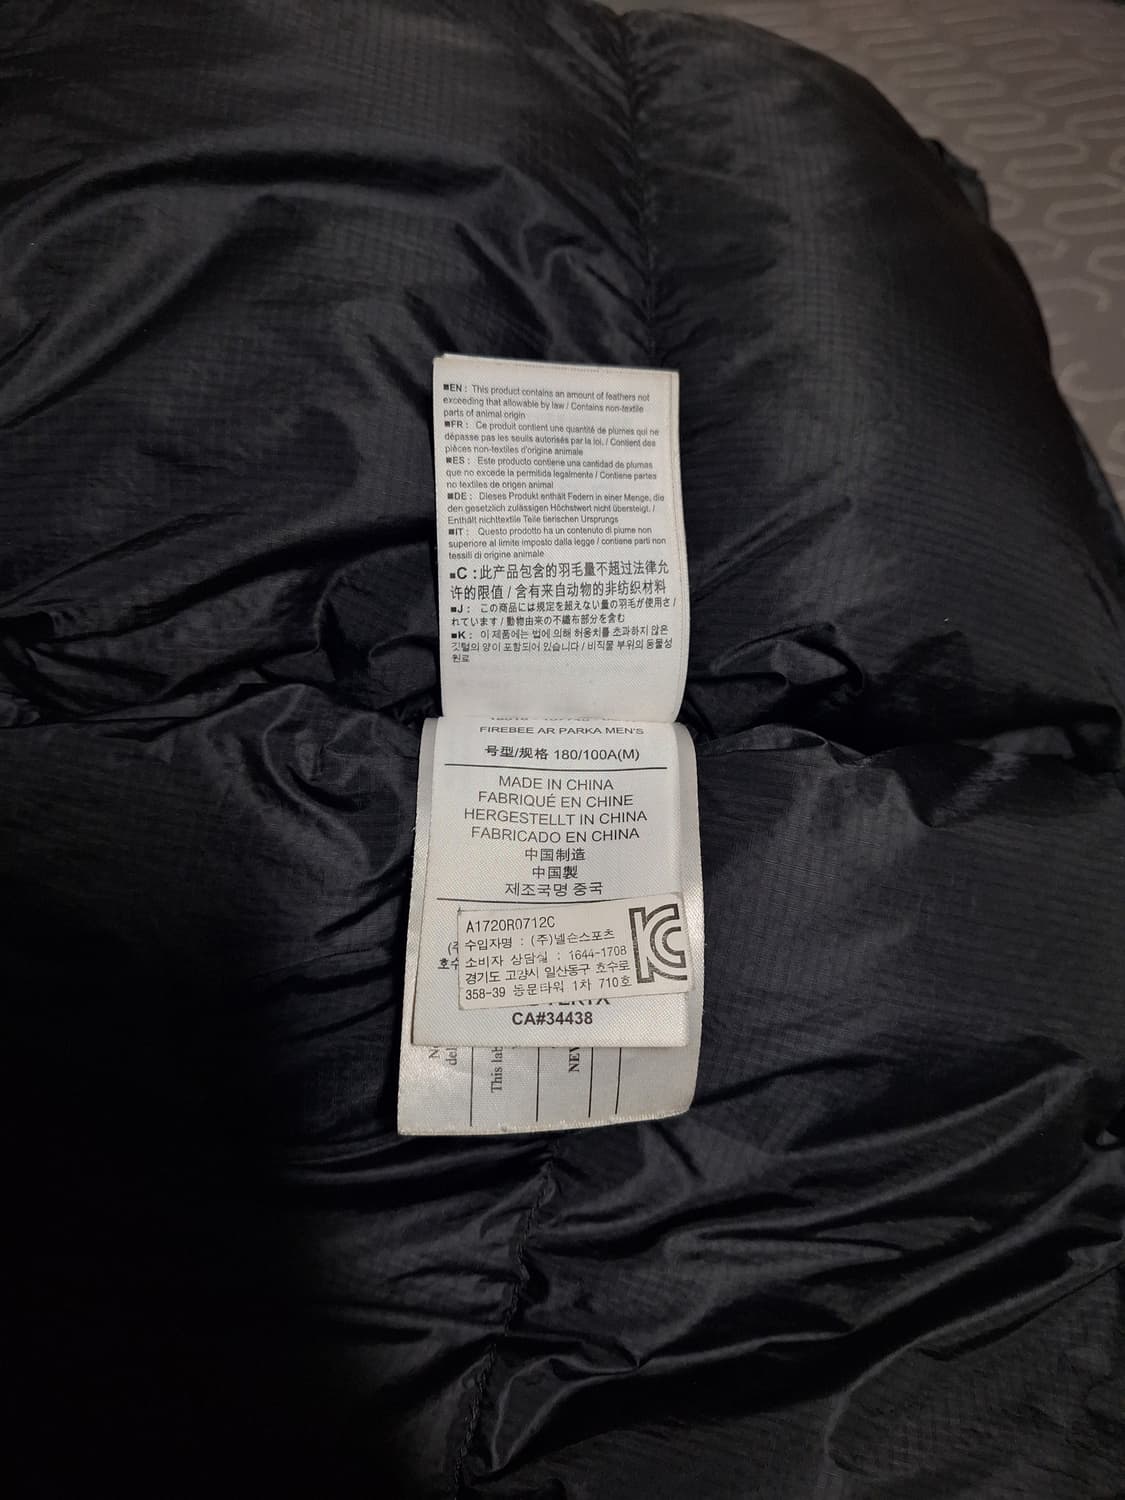 ■EN : This product contains an amount of feathers not
exceeding that allowable by law / Contains non-textile
parts of animal origin
■FR : Ce produit contient une quantité de plumes qui ne
dépasse pas les seuils autorisés par la loi. / Contient des
pièces non-textiles d'origine animale
■ES : Este producto contiene una cantidad de plumas
que no excede la permitida legalmente / Contiene partes
no textiles de origen animal
■DE : Dieses Produkt enthält Federn in einer Menge, die
den gesetzlich zulässigen Höchstwert nicht übersteigt. /
Enthält nichttextile Teile tierischen Ursprungs
■IT : Questo prodotto ha un contenuto di piume non
superiore al limite imposto dalla legge / contiene parti non
tessili di origine animale
■C : 此产品包含的羽毛量不超过法律允
许的限值 / 含有来自动物的非纺织材料
■J : この商品には規定を超えない量の羽毛が使用さ /
れています / 動物由来の不織布部分を含む
■K : 이 제품에는 법에 의해 허용치를 초과하지 않은
깃털의 양이 포함되어 있습니다 / 비직물 부위의 동물성
원료
FIREBEE AR PARKA MEN'S
号型/规格 180/100A(M)
MADE IN CHINA
FABRIQUÉ EN CHINE
HERGESTELLT IN CHINA
FABRICADO EN CHINA
中国制造
中国製
제조국명 중국
A1720R0712C
수입자명 : (주)넬슨스포츠
소비자 상담실 : 1644-1708
경기도 고양시 일산동구 호수로
358-39 동문타워 1차 710호
KC
호수
CA#34438
This lab
NEW